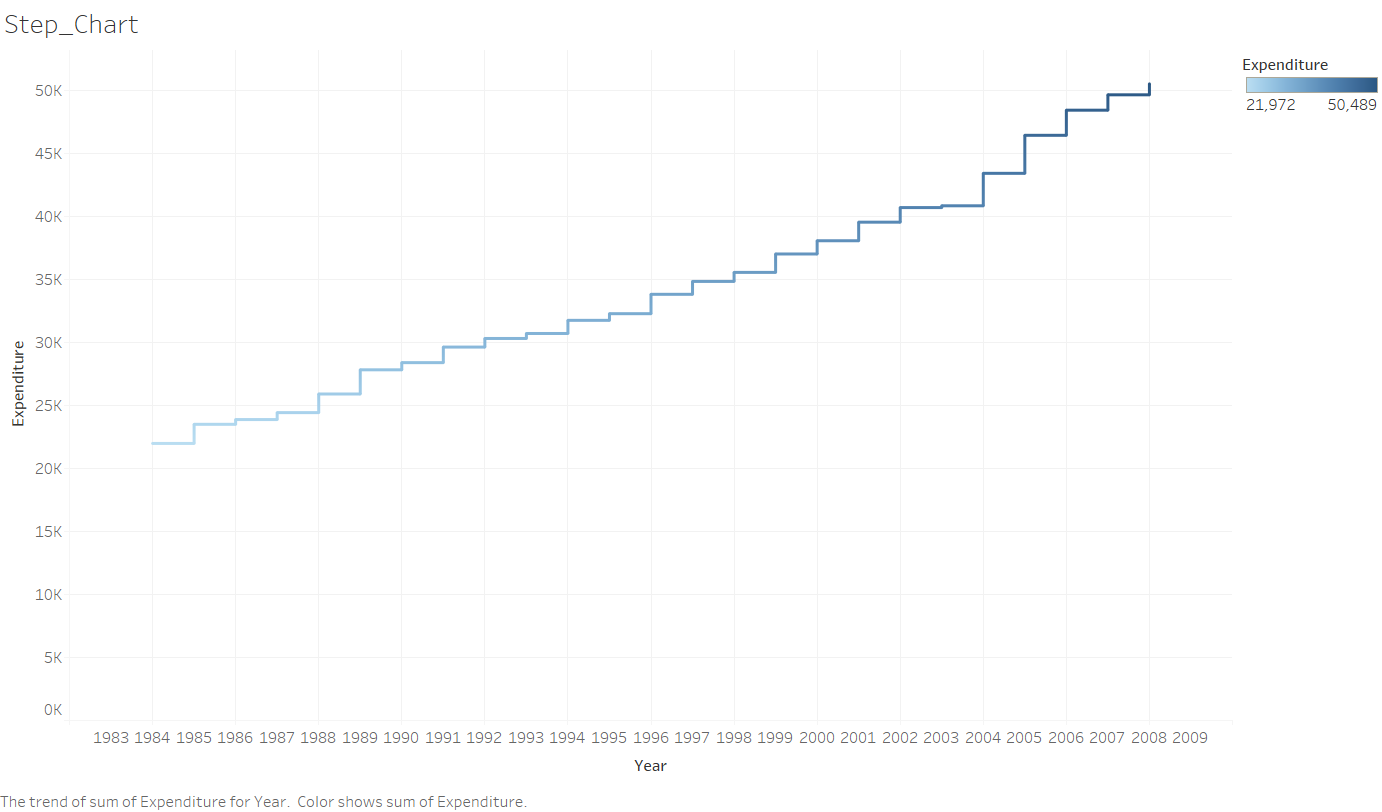 Step_Chart
Expenditure
21,972 50,489
50K
45K
40K
35K
30K
25K
20K
15K
10K
5K
0K
Expenditure
1983 1984 1985 1986 1987 1988 1989 1990 1991 1992 1993 1994 1995 1996 1997 1998 1999 2000 2001 2002 2003 2004 2005 2006 2007 2008 2009
Year
The trend of sum of Expenditure for Year.  Color shows sum of Expenditure.